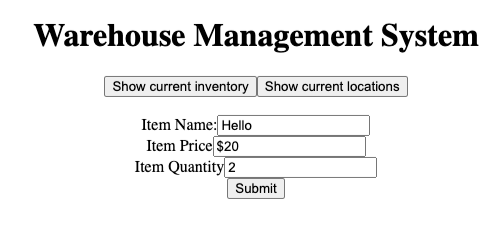 Warehouse Management System
Show current inventory Show current locations
Item Name: Hello
Item Price $20
Item Quantity 2
Submit